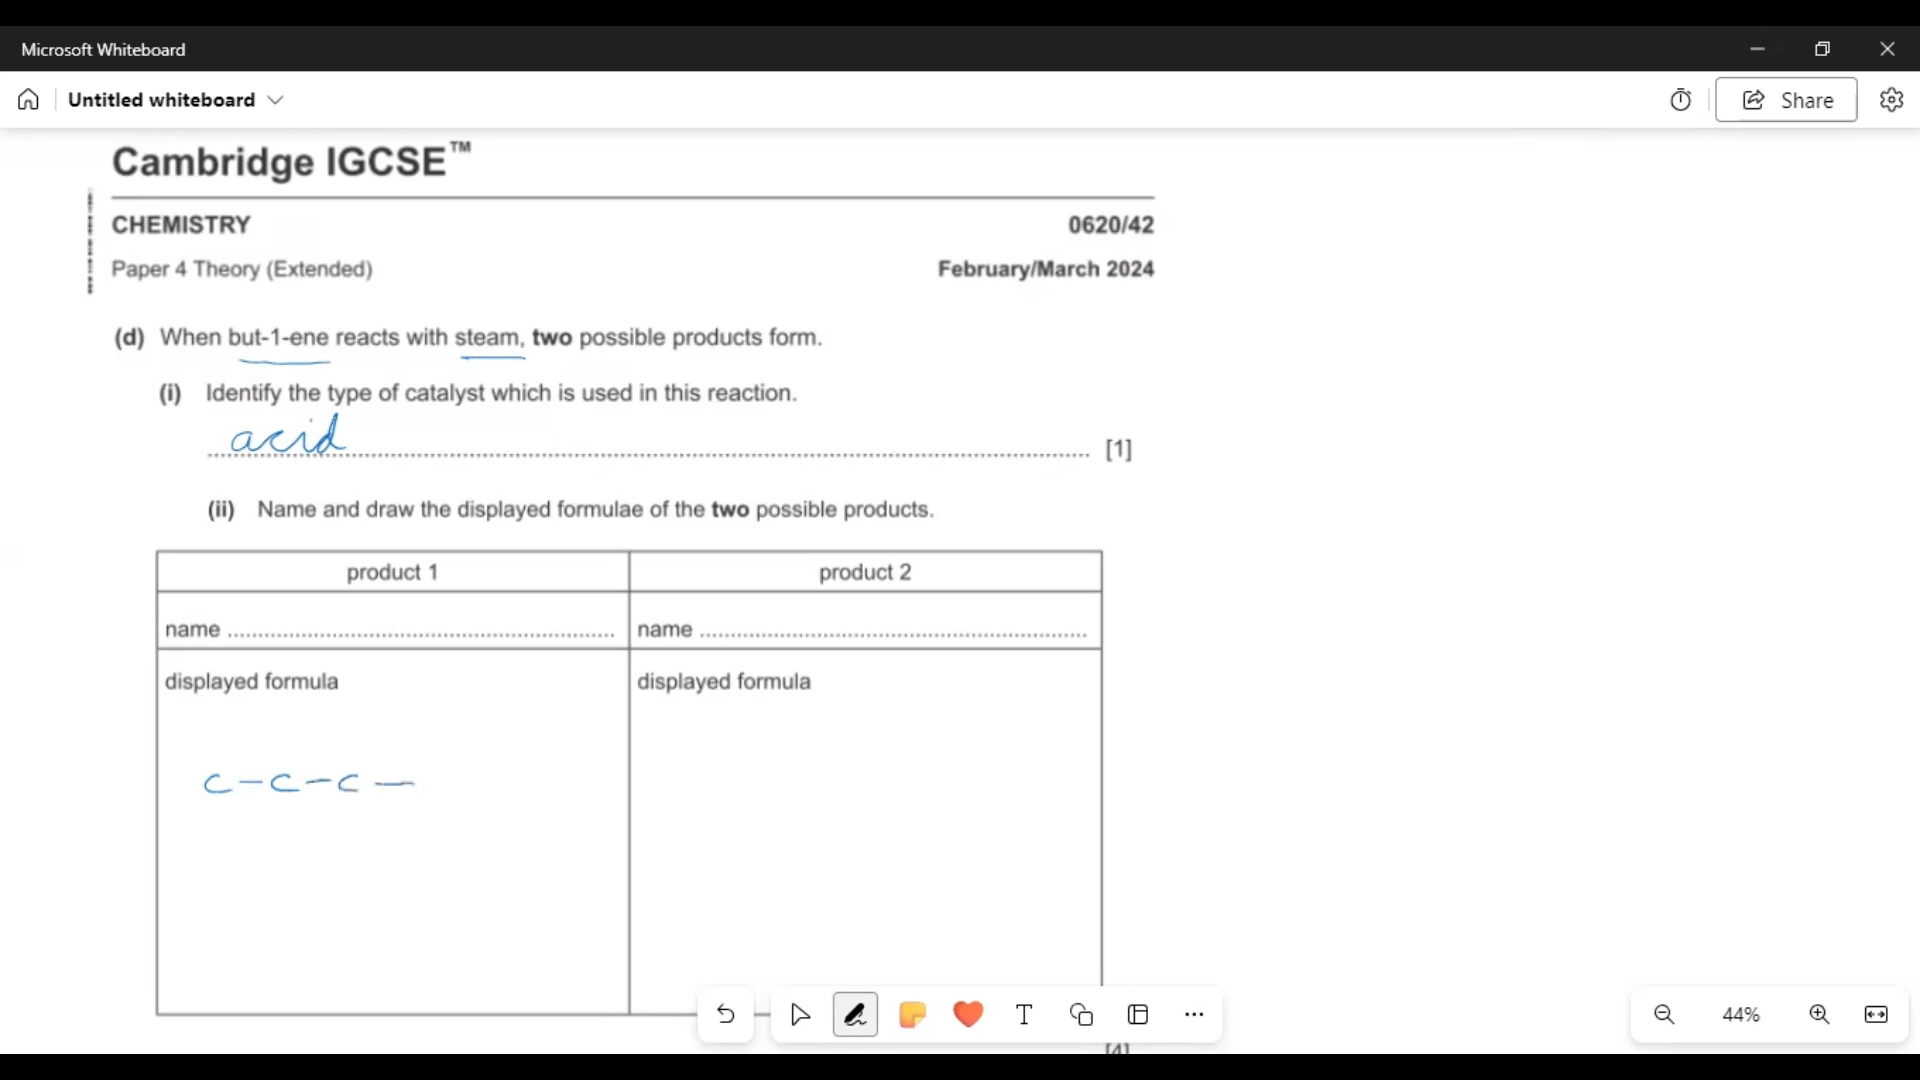 Microsoft Whiteboard
Untitled whiteboard
Share
Cambridge IGCSE™
CHEMISTRY 0620/42
Paper 4 Theory (Extended) February/March 2024
(d) When but-1-ene reacts with steam, two possible products form.
(i) Identify the type of catalyst which is used in this reaction.
acid [1]
(ii) Name and draw the displayed formulae of the two possible products.
product 1 product 2
name name
displayed formula displayed formula
C-C-C-
44%
[4]